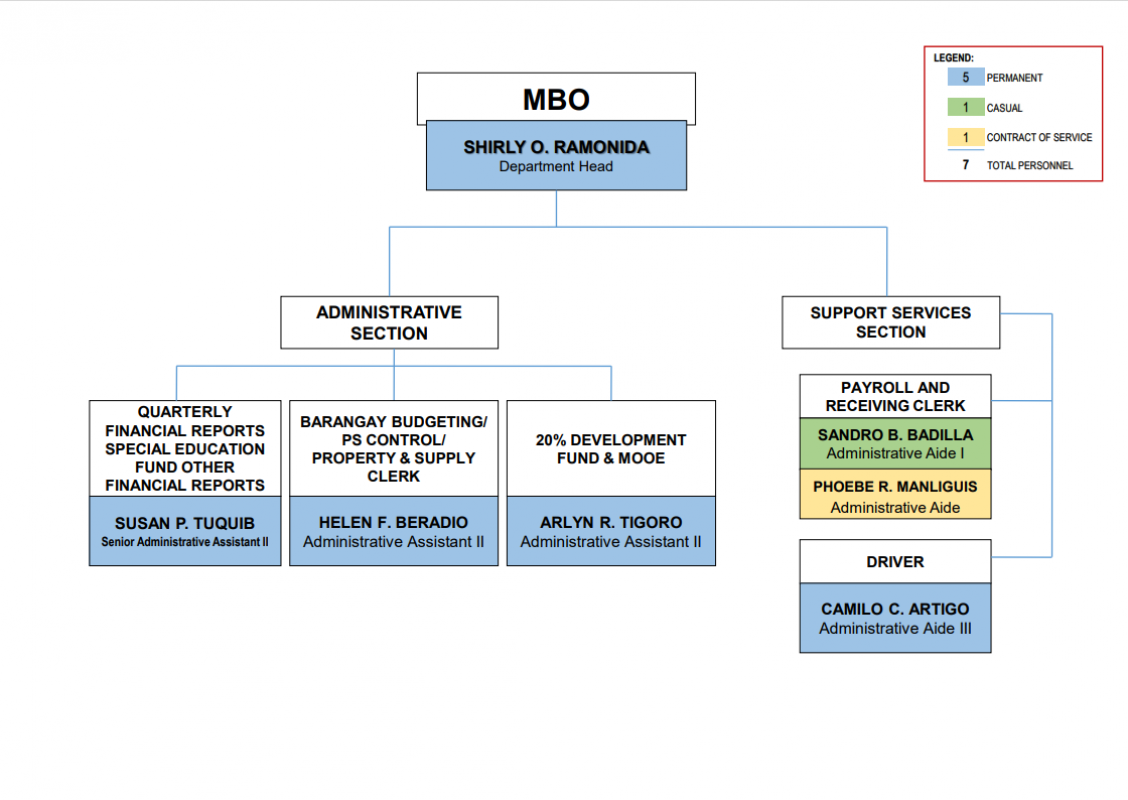 LEGEND:
5 PERMANENT
1 CASUAL
1 CONTRACT OF SERVICE
7 TOTAL PERSONNEL
MBO
SHIRLY O. RAMONIDA
Department Head
ADMINISTRATIVE
SECTION
QUARTERLY
FINANCIAL REPORTS
SPECIAL EDUCATION
FUND OTHER
FINANCIAL REPORTS
SUSAN P. TUQUIB
Senior Administrative Assistant II
BARANGAY BUDGETING/
PS CONTROL/
PROPERTY & SUPPLY
CLERK
HELEN F. BERADIO
Administrative Assistant II
20% DEVELOPMENT
FUND & MOOE
ARLYN R. TIGORO
Administrative Assistant II
SUPPORT SERVICES
SECTION
PAYROLL AND
RECEIVING CLERK
SANDRO B. BADILLA
Administrative Aide I
PHOEBE R. MANLIGUIS
Administrative Aide
DRIVER
CAMILO C. ARTIGO
Administrative Aide III